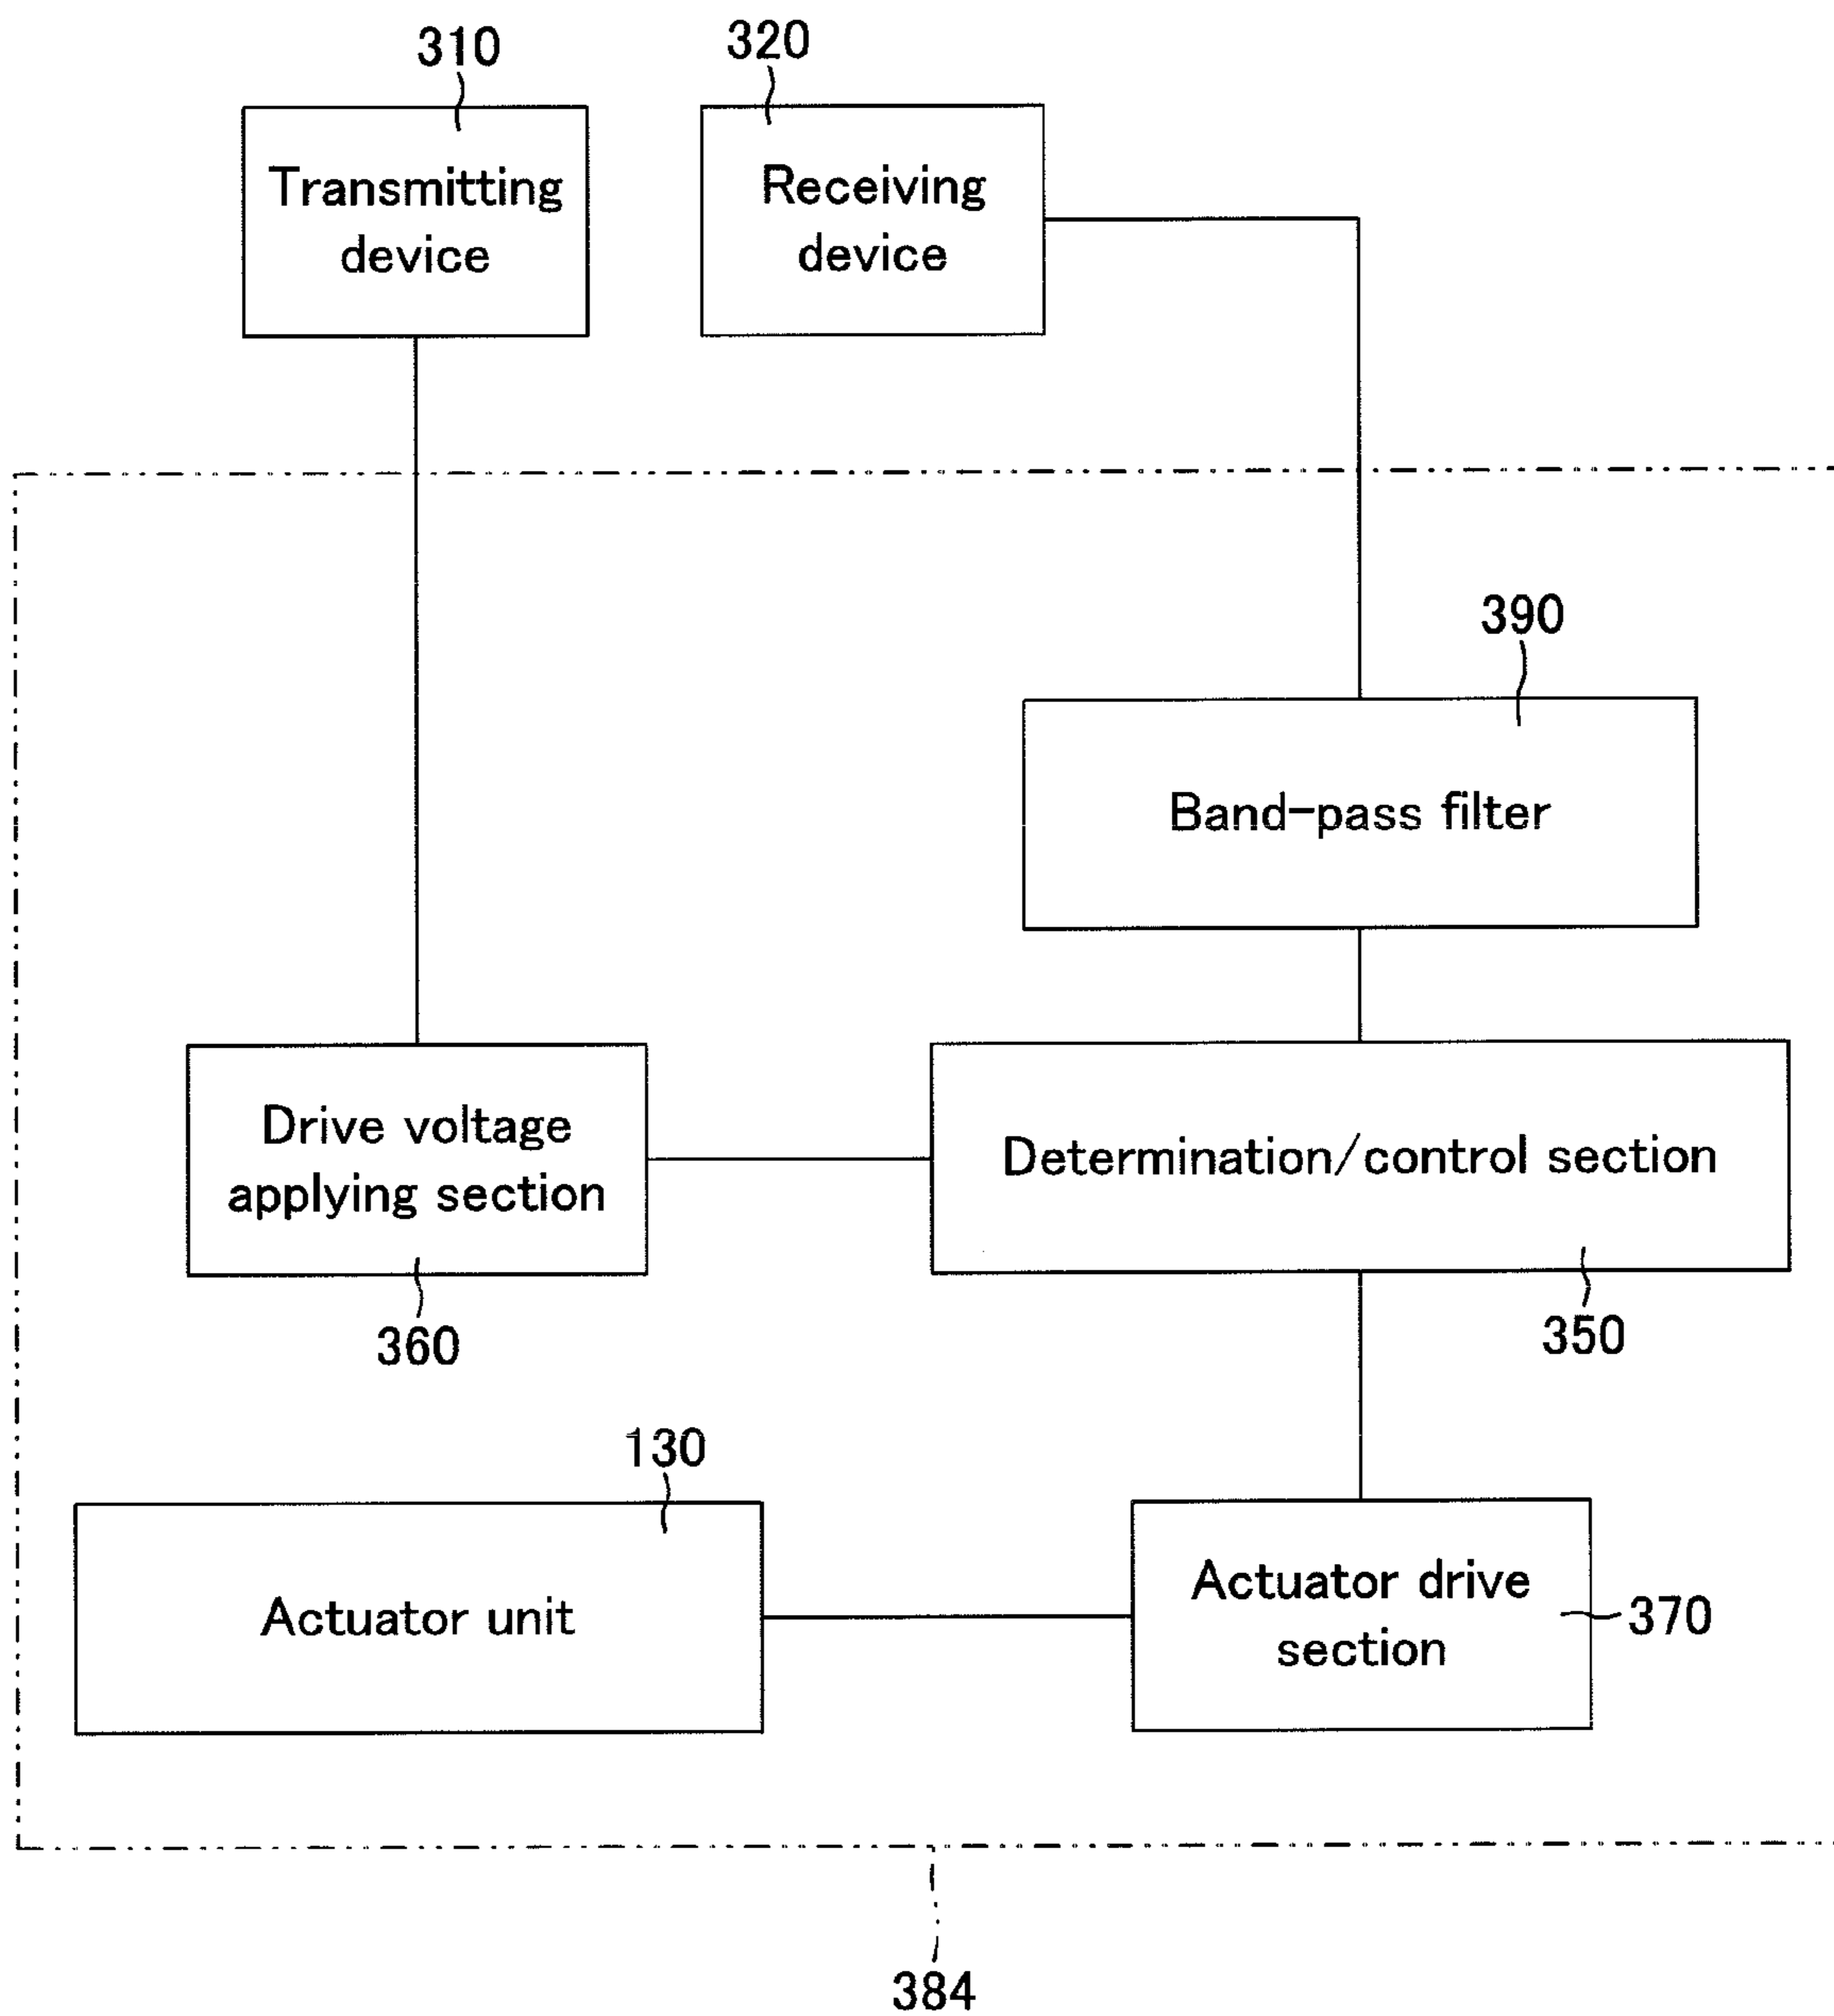 310
320
Transmitting
device
Receiving
device
390
Band-pass filter
Drive voltage
applying section
Determination/control section
360
350
130
Actuator unit
Actuator drive
section
370
384